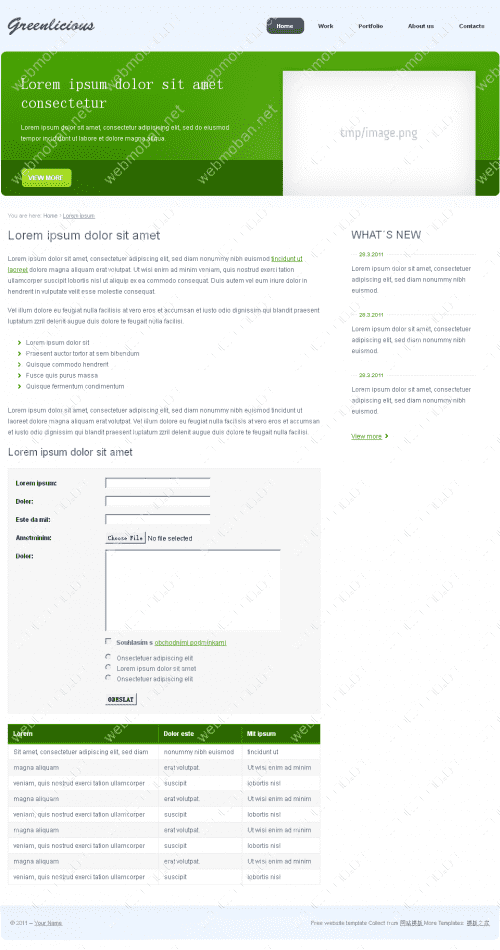 Greenlicious
Home Work Portfolio About us Contacts
Lorem ipsum dolor sit amet
consectetur
Lorem ipsum dolor sit amet, consectetur adipisicing elit, sed do eiusmod
tempor incididunt ut labore et dolore magna aliqua.
VIEW MORE
tmp/image.png
You are here: Home / Lorem ipsum
Lorem ipsum dolor sit amet
Lorem ipsum dolor sit amet, consectetuer adipiscing elit, sed diam nonummy nibh euismod tincidunt ut
laoreet dolore magna aliquam erat volutpat. Ut wisi enim ad minim veniam, quis nostrud exerci tation
ullamcorper suscipit lobortis nisl ut aliquip ex ea commodo consequat. Duis autem vel eum iriure dolor in
hendrerit in vulputate velit esse molestie consequat.
Vel illum dolore eu feugiat nulla facilisis at vero eros et accumsan et iusto odio dignissim qui blandit praesent
luptatum zzril delenit augue duis dolore te feugait nulla facilisi.
Lorem ipsum dolor sit
Praesent auctor tortor at sem bibendum
Quisque commodo hendrerit
Fusce quis purus massa
Quisque fermentum condimentum
Lorem ipsum dolor sit amet, consectetuer adipiscing elit, sed diam nonummy nibh euismod tincidunt ut
laoreet dolore magna aliquam erat volutpat. Vel illum dolore eu feugiat nulla facilisis at vero eros et accumsan
et iusto odio dignissim qui blandit praesent luptatum zzril delenit augue duis dolore te feugait nulla facilisi.
Lorem ipsum dolor sit amet
Lorem ipsum:
Dolor:
Este da mit:
Amet minim:
Choose File No file selected
Dolor:
Souhlasím s obchodními podmínkami
Onsectetuer adipiscing elit
Lorem ipsum dolor sit amet
Onsectetuer adipiscing elit
ODESLAT
Lorem Dolor este Mit ipsum
Sit amet, consectetuer adipiscing elit, sed diam nonummy nibh euismod tincidunt ut
magna aliquam erat volutpat. Ut wisi enim ad minim
veniam, quis nostrud exerci tation ullamcorper suscipit lobortis nisl
magna aliquam erat volutpat. Ut wisi enim ad minim
veniam, quis nostrud exerci tation ullamcorper suscipit lobortis nisl
magna aliquam erat volutpat. Ut wisi enim ad minim
veniam, quis nostrud exerci tation ullamcorper suscipit lobortis nisl
magna aliquam erat volutpat. Ut wisi enim ad minim
veniam, quis nostrud exerci tation ullamcorper suscipit lobortis nisl
WHAT'S NEW
28.3.2011
Lorem ipsum dolor sit amet, consectetuer
adipiscing elit, sed diam nonummy nibh
euismod.
28.3.2011
Lorem ipsum dolor sit amet, consectetuer
adipiscing elit, sed diam nonummy nibh
euismod.
28.3.2011
Lorem ipsum dolor sit amet, consectetuer
adipiscing elit, sed diam nonummy nibh
euismod.
View more
© 2011 – Your Name
Free website template Collect from 网站模板 More Templates
webmoban.net